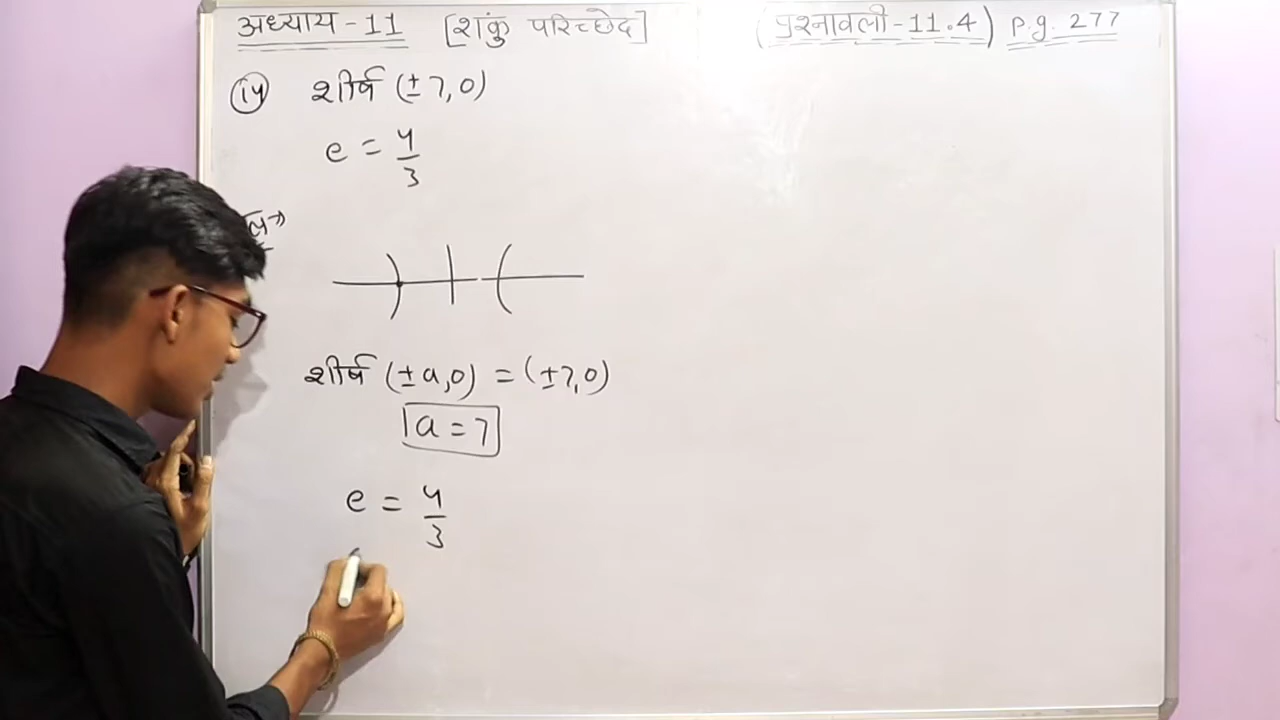 अध्याय - 11 [शंकु परिच्छेद] (प्रश्नावली - 11.4) p.g. 277
14 शीर्ष (± 7, 0)
e = 4/3
शीर्ष (± a, 0) = (± 7, 0)
a = 7
e = 4/3